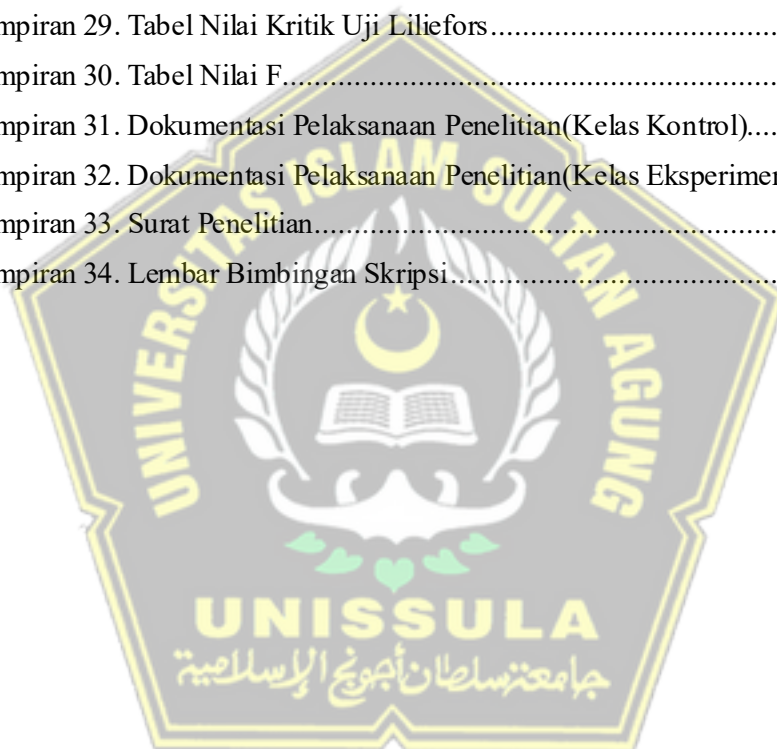 mpiran 29. Tabel Nilai Kritik Uji Liliefors.......................................
mpiran 30. Tabel Nilai F..................................................................
mpiran 31. Dokumentasi Pelaksanaan Penelitian(Kelas Kontrol)....
mpiran 32. Dokumentasi Pelaksanaan Penelitian(Kelas Eksperimen
mpiran 33. Surat Penelitian..............................................................
mpiran 34. Lembar Bimbingan Skripsi............................................
UNIVERSITAS ISLAM SULTAN AGUNG
UNISSULA
جامعتسلطان أجونج الإسلامية